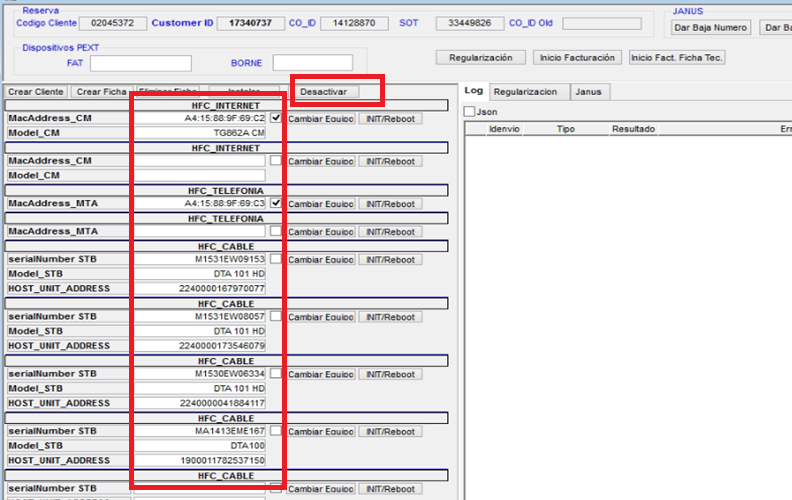 Reserva
Codigo Cliente 02045372 Customer ID 17340737 CO_ID 14128870 SOT 33449826 CO_ID Old
JANUS
Dar Baja Numero Dar Ba
Dispositivos PEXT
FAT BORNE
Regularización Inicio Facturación Inicio Fact. Ficha Tec.
Crear Cliente Crear Ficha Eliminar Ficha Desactivar
Log Regularizacion Janus
Json
Idenvio Tipo Resultado Err
HFC_INTERNET
MacAddress_CM A4:15:88:9F:69:C2 Cambiar Equipo INIT/Reboot
Model_CM TG862A CM
HFC_INTERNET
MacAddress_CM Cambiar Equipo INIT/Reboot
Model_CM
HFC_TELEFONIA
MacAddress_MTA A4:15:88:9F:69:C3 Cambiar Equipo INIT/Reboot
HFC_TELEFONIA
MacAddress_MTA Cambiar Equipo INIT/Reboot
HFC_CABLE
serialNumber STB M1531EW09153 Cambiar Equipo INIT/Reboot
Model_STB DTA 101 HD
HOST_UNIT_ADDRESS 2240000167970077
HFC_CABLE
serialNumber STB M1531EW08057 Cambiar Equipo INIT/Reboot
Model_STB DTA 101 HD
HOST_UNIT_ADDRESS 2240000173546079
HFC_CABLE
serialNumber STB M1530EW06334 Cambiar Equipo INIT/Reboot
Model_STB DTA 101 HD
HOST_UNIT_ADDRESS 2240000041884117
HFC_CABLE
serialNumber STB MA1413EME167 Cambiar Equipo INIT/Reboot
Model_STB DTA100
HOST_UNIT_ADDRESS 1900011782537150
HFC_CABLE
serialNumber STB Cambiar Equipo INIT/Reboot